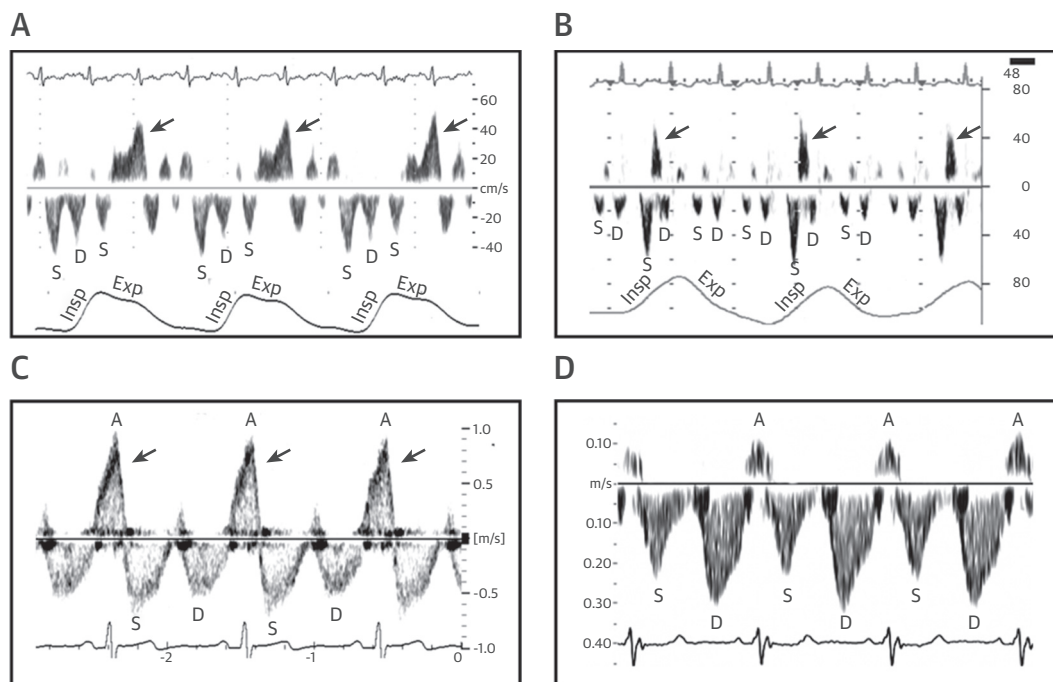 A
60
40
20
cm/s
-20
-40
S D S S D S S D S
Insp Exp Insp Exp Insp Exp
B
48
80
40
0
40
80
S D S D S D S D S D S D
Insp Exp Insp Exp
C
A A A
1.0
0.5
[m/s]
-0.5
-1.0
S D S D
-2 -1 0
D
A A A
0.10
m/s
0.10
0.20
0.30
0.40
S S S
D D D